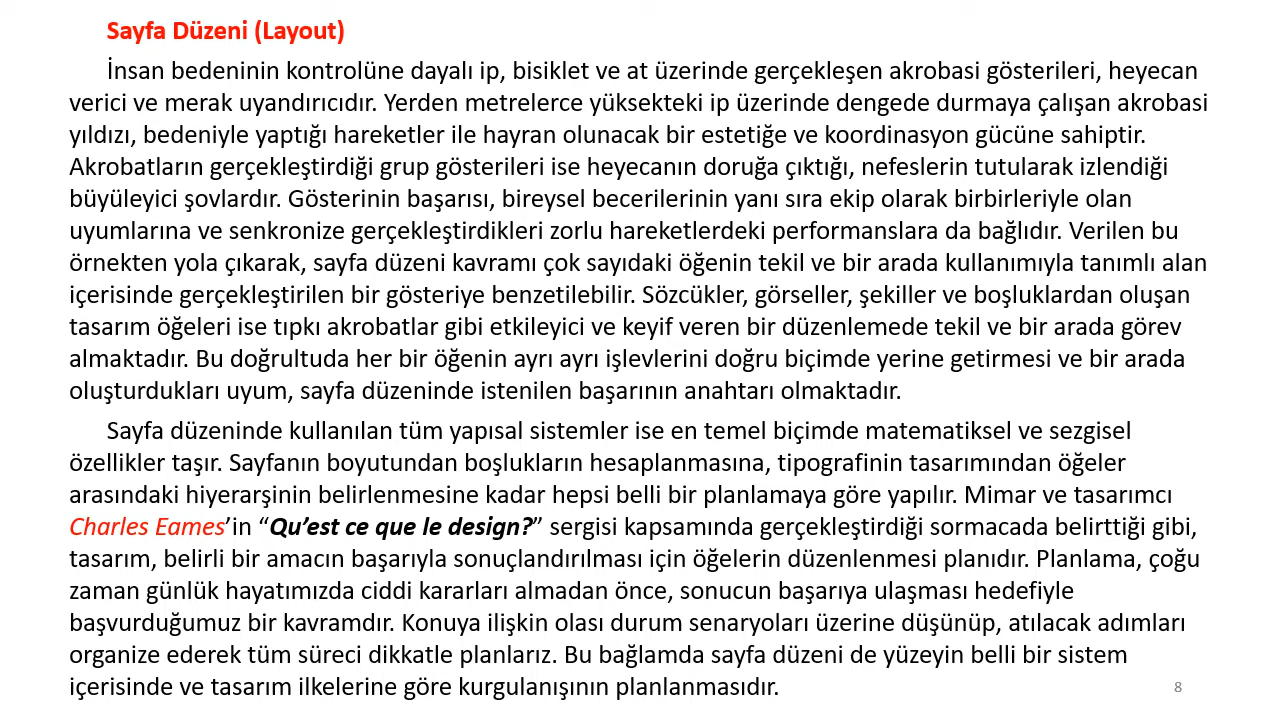 Sayfa Düzeni (Layout)
İnsan bedeninin kontrolüne dayalı ip, bisiklet ve at üzerinde gerçekleşen akrobasi gösterileri, heyecan
verici ve merak uyandırıcıdır. Yerden metrelerce yüksekteki ip üzerinde dengede durmaya çalışan akrobasi
yıldızı, bedeniyle yaptığı hareketler ile hayran olunacak bir estetiğe ve koordinasyon gücüne sahiptir.
Akrobatların gerçekleştirdiği grup gösterileri ise heyecanın doruğa çıktığı, nefeslerin tutularak izlendiği
büyüleyici şovlardır. Gösterinin başarısı, bireysel becerilerinin yanı sıra ekip olarak birbirleriyle olan
uyumlarına ve senkronize gerçekleştirdikleri zorlu hareketlerdeki performanslara da bağlıdır. Verilen bu
örnekten yola çıkarak, sayfa düzeni kavramı çok sayıdaki öğenin tekil ve bir arada kullanımıyla tanımlı alan
içerisinde gerçekleştirilen bir gösteriye benzetilebilir. Sözcükler, görseller, şekiller ve boşluklardan oluşan
tasarım öğeleri ise tıpkı akrobatlar gibi etkileyici ve keyif veren bir düzenlemede tekil ve bir arada görev
almaktadır. Bu doğrultuda her bir öğenin ayrı ayrı işlevlerini doğru biçimde yerine getirmesi ve bir arada
oluşturdukları uyum, sayfa düzeninde istenilen başarının anahtarı olmaktadır.
Sayfa düzeninde kullanılan tüm yapısal sistemler ise en temel biçimde matematiksel ve sezgisel
özellikler taşır. Sayfanın boyutundan boşlukların hesaplanmasına, tipografinin tasarımından öğeler
arasındaki hiyerarşinin belirlenmesine kadar hepsi belli bir planlamaya göre yapılır. Mimar ve tasarımcı
Charles Eames’in “Qu’est ce que le design?” sergisi kapsamında gerçekleştirdiği sormacada belirttiği gibi,
tasarım, belirli bir amacın başarıyla sonuçlandırılması için öğelerin düzenlenmesi planıdır. Planlama, çoğu
zaman günlük hayatımızda ciddi kararları almadan önce, sonucun başarıya ulaşması hedefiyle
başvurduğumuz bir kavramdır. Konuya ilişkin olası durum senaryoları üzerine düşünüp, atılacak adımları
organize ederek tüm süreci dikkatle planlarız. Bu bağlamda sayfa düzeni de yüzeyin belli bir sistem
içerisinde ve tasarım ilkelerine göre kurgulanışının planlanmasıdır.
8